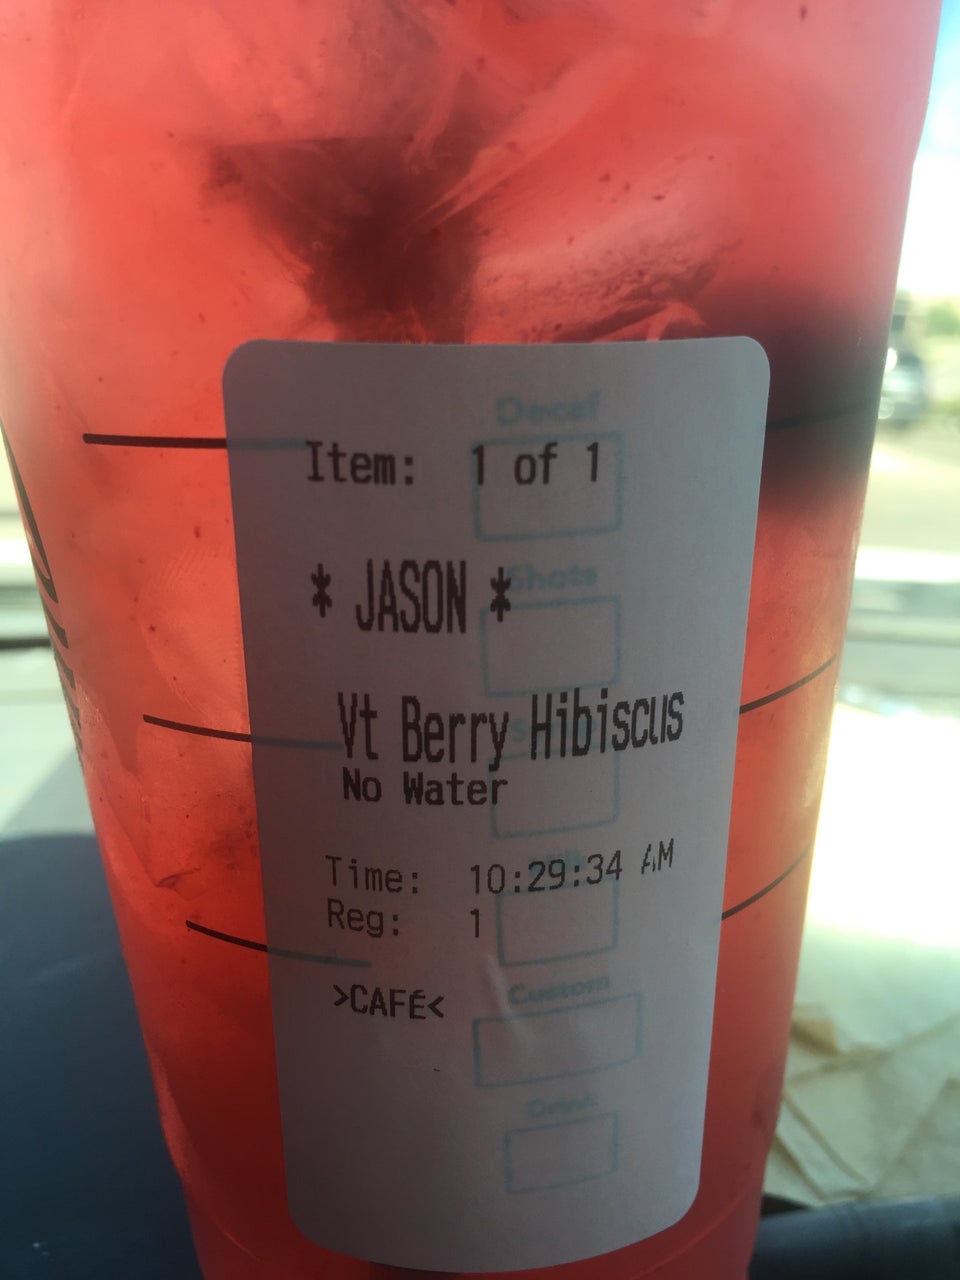 Decaf
Item: 1 of 1
Shots
* JASON *
Vt Berry Hibiscus
No Water
Time: 10:29:34 AM
Reg: 1
Custom
>CAFÉ<
Drink